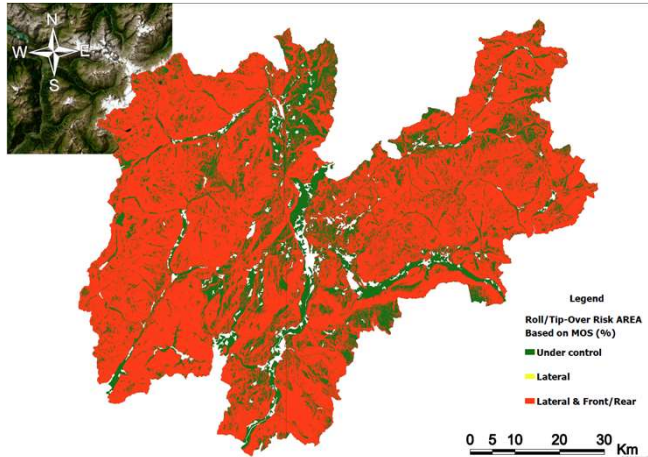 N
W E
S
Legend
Roll/Tip-Over Risk AREA
Based on MOS (%)
Under control
Lateral
Lateral & Front/Rear
0 5 10 20 30
Km